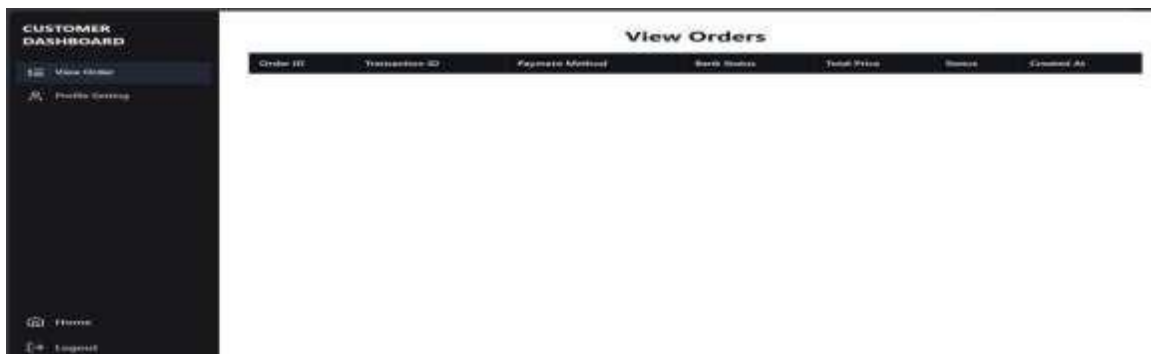 CUSTOMER
DASHBOARD
View Orders
Order ID Transaction ID Payment Method Bank Status Total Price Status Created At
View Order
Profile Setting
Home
Logout